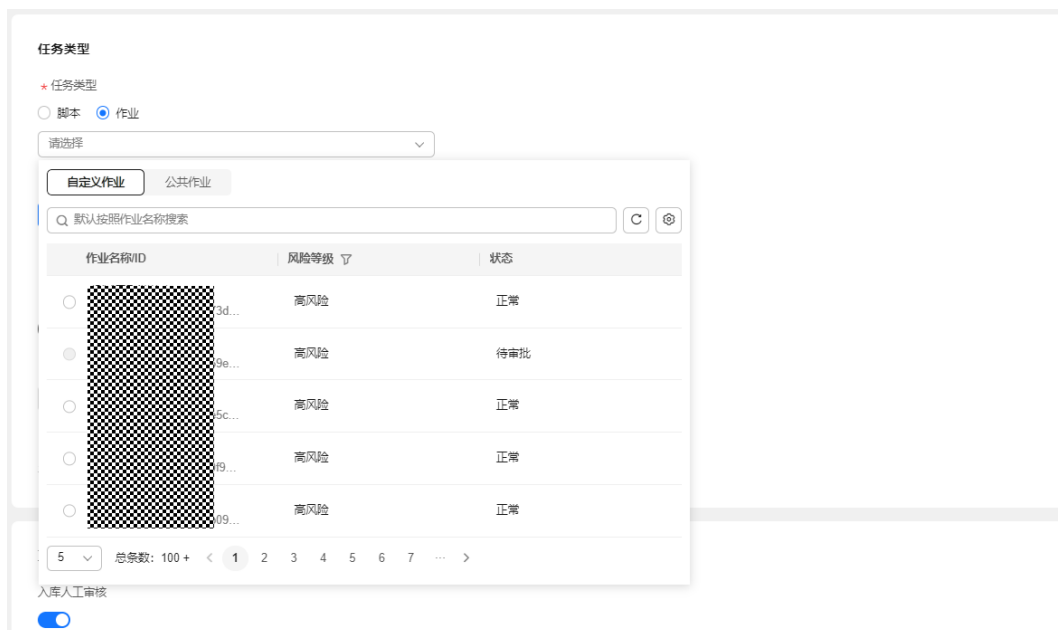 任务类型
* 任务类型
脚本 作业
请选择
自定义作业 公共作业
默认按照作业名称搜索
作业名称/ID 风险等级 状态
73d... 高风险 正常
9e... 高风险 待审批
5c... 高风险 正常
f9... 高风险 正常
09... 高风险 正常
5 总条数: 100 + < 1 2 3 4 5 6 7 ... >
入库人工审核